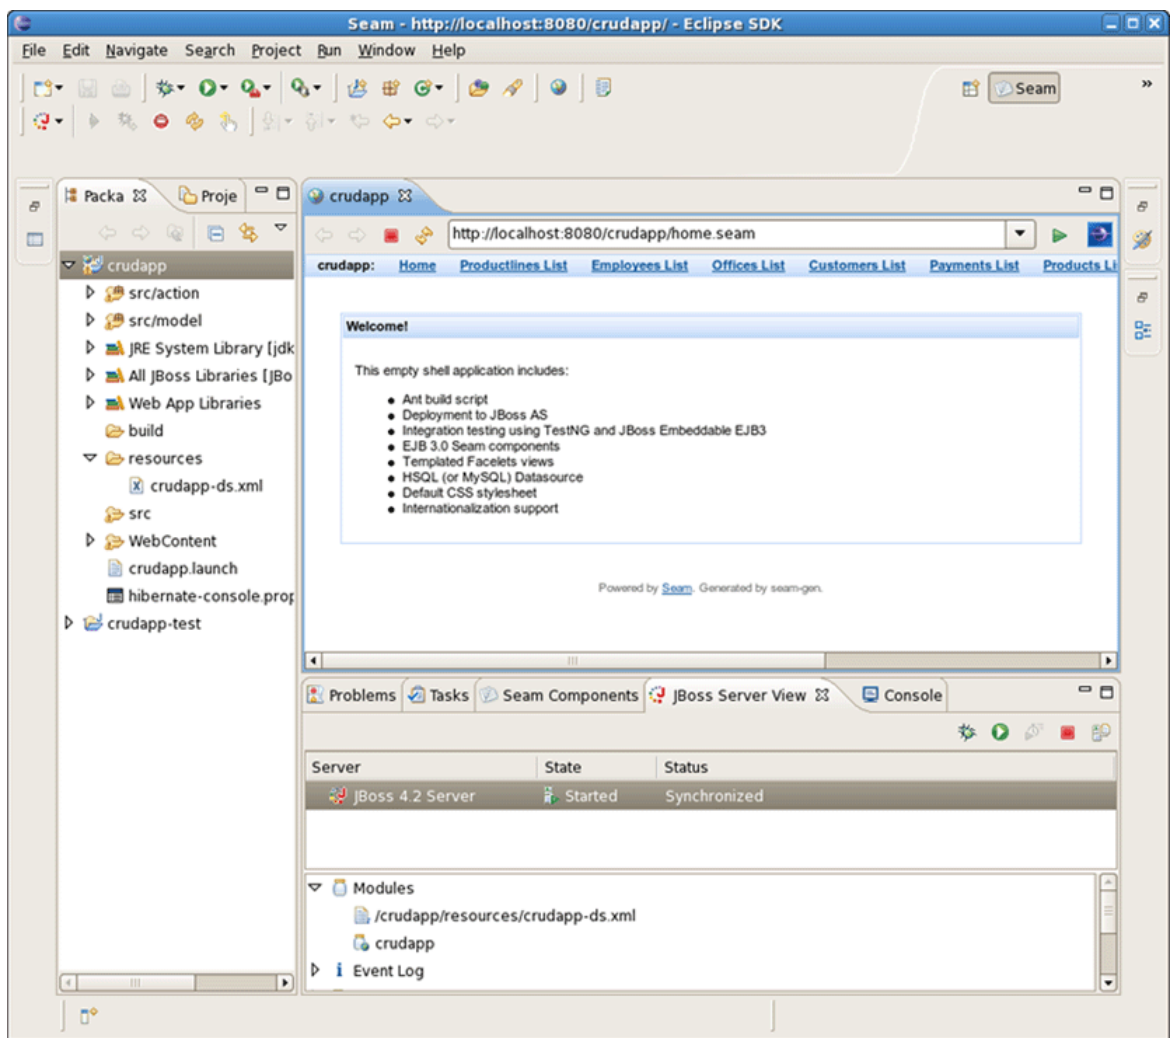 Seam - http://localhost:8080/crudapp/ - Eclipse SDK
File Edit Navigate Search Project Run Window Help
Seam
Packa Proje
crudapp
src/action
src/model
JRE System Library [jdk
All JBoss Libraries [JBo
Web App Libraries
build
resources
crudapp-ds.xml
src
WebContent
crudapp.launch
hibernate-console.prop
crudapp-test
crudapp
http://localhost:8080/crudapp/home.seam
crudapp: Home Productlines List Employees List Offices List Customers List Payments List Products Li
Welcome!
This empty shell application includes:
Ant build script
Deployment to JBoss AS
Integration testing using TestNG and JBoss Embeddable EJB3
EJB 3.0 Seam components
Templated Facelets views
HSQL (or MySQL) Datasource
Default CSS stylesheet
Internationalization support
Powered by Seam. Generated by seam-gen.
Problems Tasks Seam Components JBoss Server View Console
Server State Status
JBoss 4.2 Server Started Synchronized
Modules
/crudapp/resources/crudapp-ds.xml
crudapp
Event Log